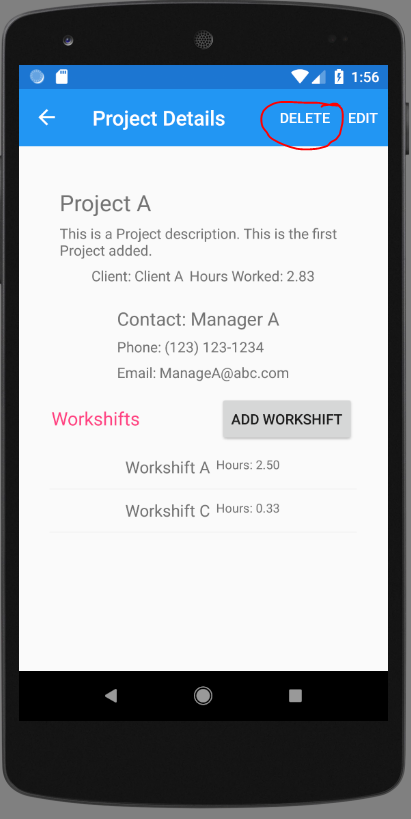 1:56
Project Details DELETE EDIT
Project A
This is a Project description. This is the first
Project added.
Client: Client A Hours Worked: 2.83
Contact: Manager A
Phone: (123) 123-1234
Email: ManageA@abc.com
Workshifts ADD WORKSHIFT
Workshift A Hours: 2.50
Workshift C Hours: 0.33